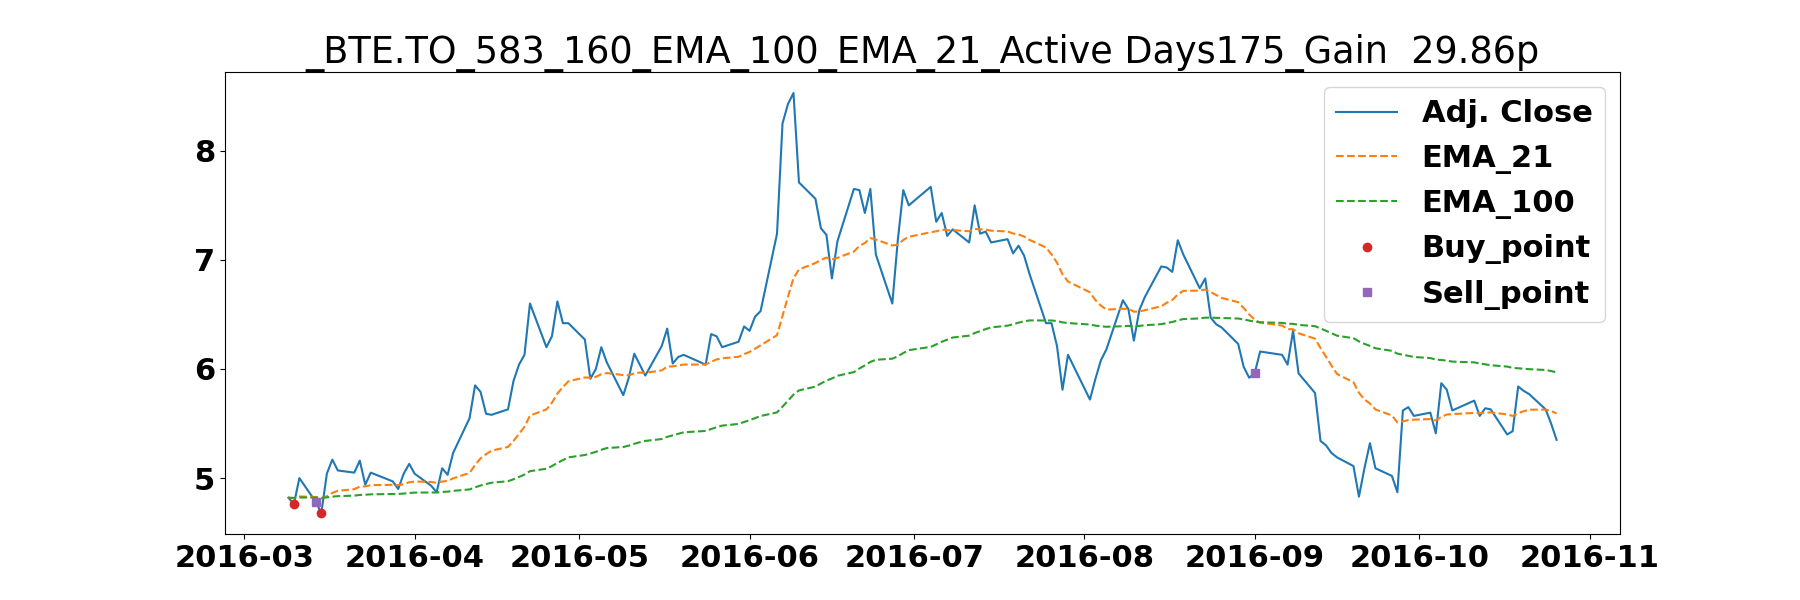 _BTE.TO_583_160_EMA_100_EMA_21_Active Days175_Gain  29.86p
Adj. Close
EMA_21
EMA_100
Buy_point
Sell_point
8
7
6
5
2016-03 2016-04 2016-05 2016-06 2016-07 2016-08 2016-09 2016-10 2016-11